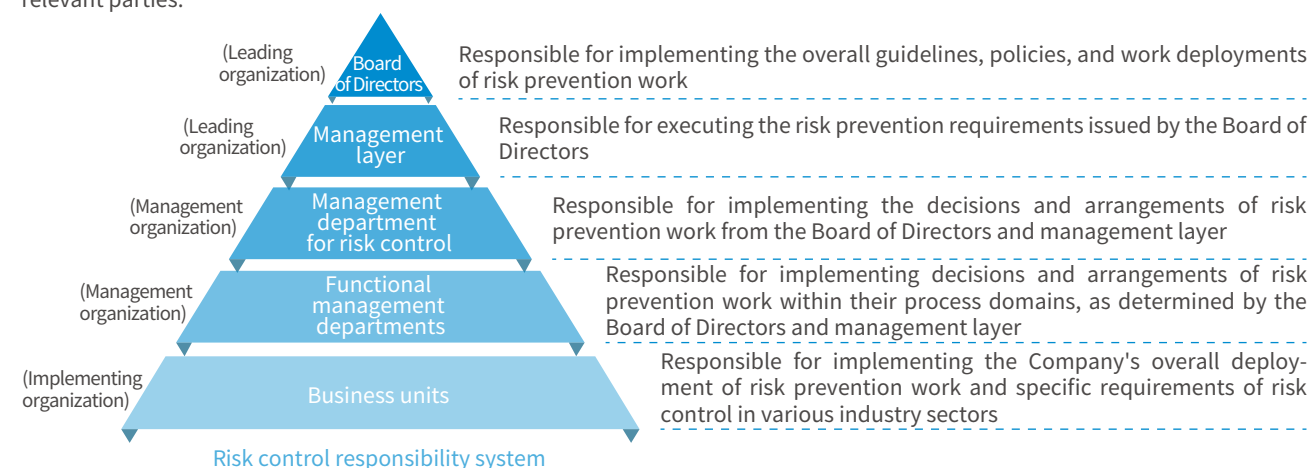 relevant parties.
(Leading
organization)
Board
of Directors
Responsible for implementing the overall guidelines, policies, and work deployments
of risk prevention work
(Leading
organization)
Management
layer
Responsible for executing the risk prevention requirements issued by the Board of
Directors
(Management
organization)
Management
department
for risk control
Responsible for implementing the decisions and arrangements of risk
prevention work from the Board of Directors and management layer
(Management
organization)
Functional
management
departments
Responsible for implementing decisions and arrangements of risk
prevention work within their process domains, as determined by the
Board of Directors and management layer
(Implementing
organization)
Business units
Responsible for implementing the Company's overall deploy-
ment of risk prevention work and specific requirements of risk
control in various industry sectors
Risk control responsibility system